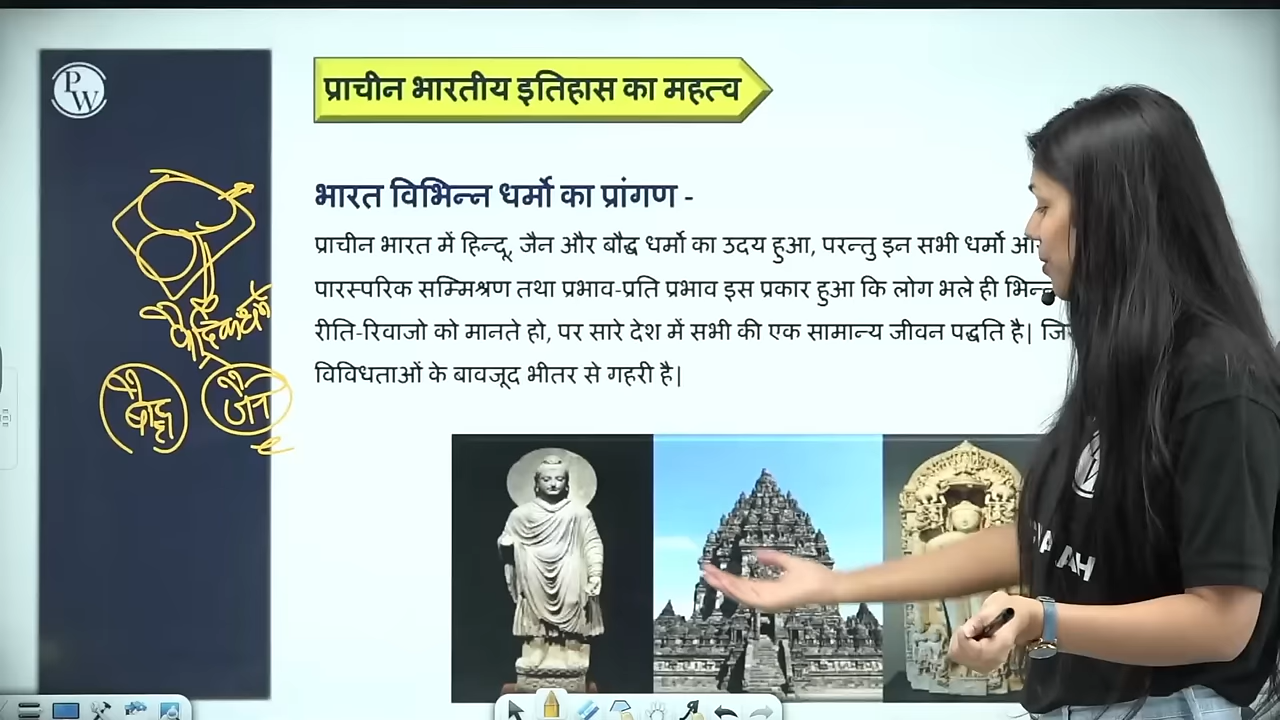 PW
प्राचीन भारतीय इतिहास का महत्व
भारत विभिन्न धर्मो का प्रांगण -
प्राचीन भारत में हिन्दू, जैन और बौद्ध धर्मो का उदय हुआ, परन्तु इन सभी धर्मो
पारस्परिक सम्मिश्रण तथा प्रभाव-प्रति प्रभाव इस प्रकार हुआ कि लोग भले ही
रीति-रिवाजो को मानते हो, पर सारे देश में सभी की एक सामान्य जीवन पद्धति है|
विविधताओं के बावजूद भीतर से गहरी है|
वैदिक धर्म
बौद्ध
जैन